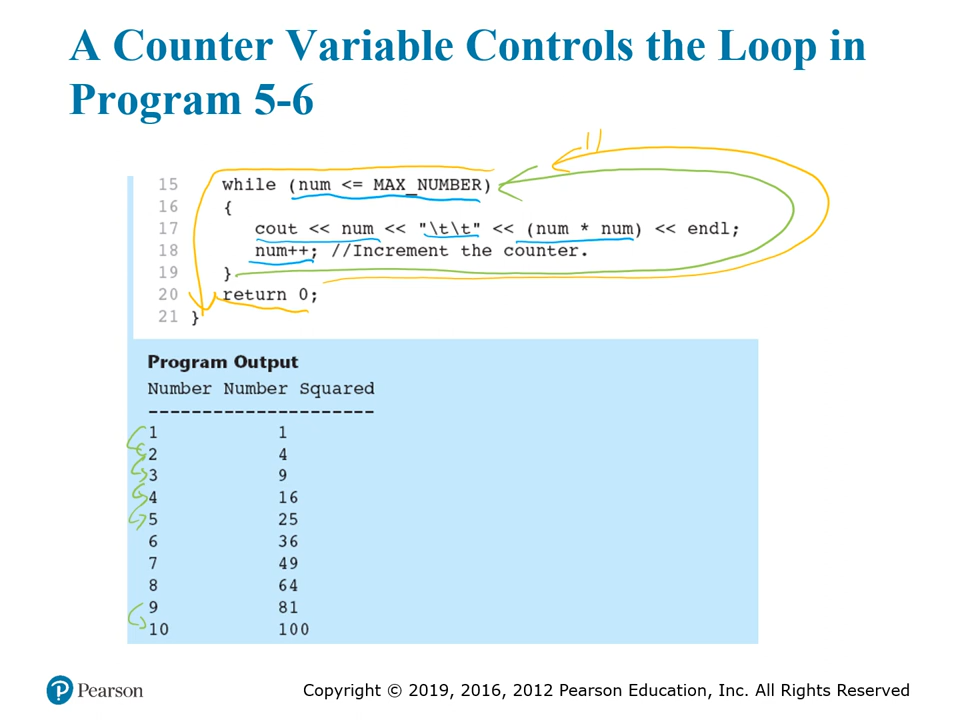 A Counter Variable Controls the Loop in
Program 5-6
11
15 while (num <= MAX_NUMBER)
16 {
17 cout << num << "\t\t" << (num * num) << endl;
18 num++; //Increment the counter.
19 }
20 return 0;
21 }
Program Output
Number Number Squared
---------------------
1 1
2 4
3 9
4 16
5 25
6 36
7 49
8 64
9 81
10 100
P Pearson
Copyright © 2019, 2016, 2012 Pearson Education, Inc. All Rights Reserved